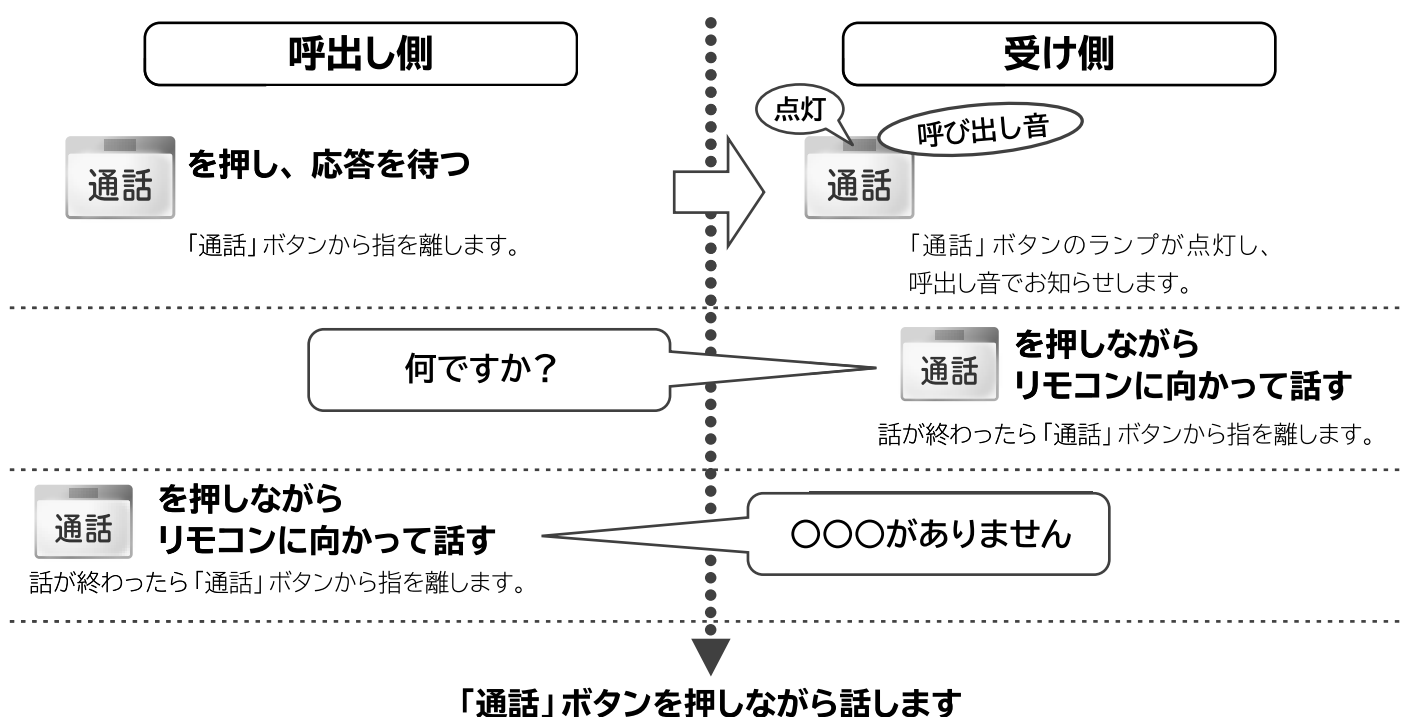 呼出し側
受け側
点灯
呼び出し音
通話 を押し、応答を待つ
「通話」ボタンから指を離します。
通話
「通話」ボタンのランプが点灯し、
呼出し音でお知らせします。
何ですか？
通話
を押しながら
リモコンに向かって話す
話が終わったら「通話」ボタンから指を離します。
通話
を押しながら
リモコンに向かって話す
話が終わったら「通話」ボタンから指を離します。
〇〇〇がありません
「通話」ボタンを押しながら話します